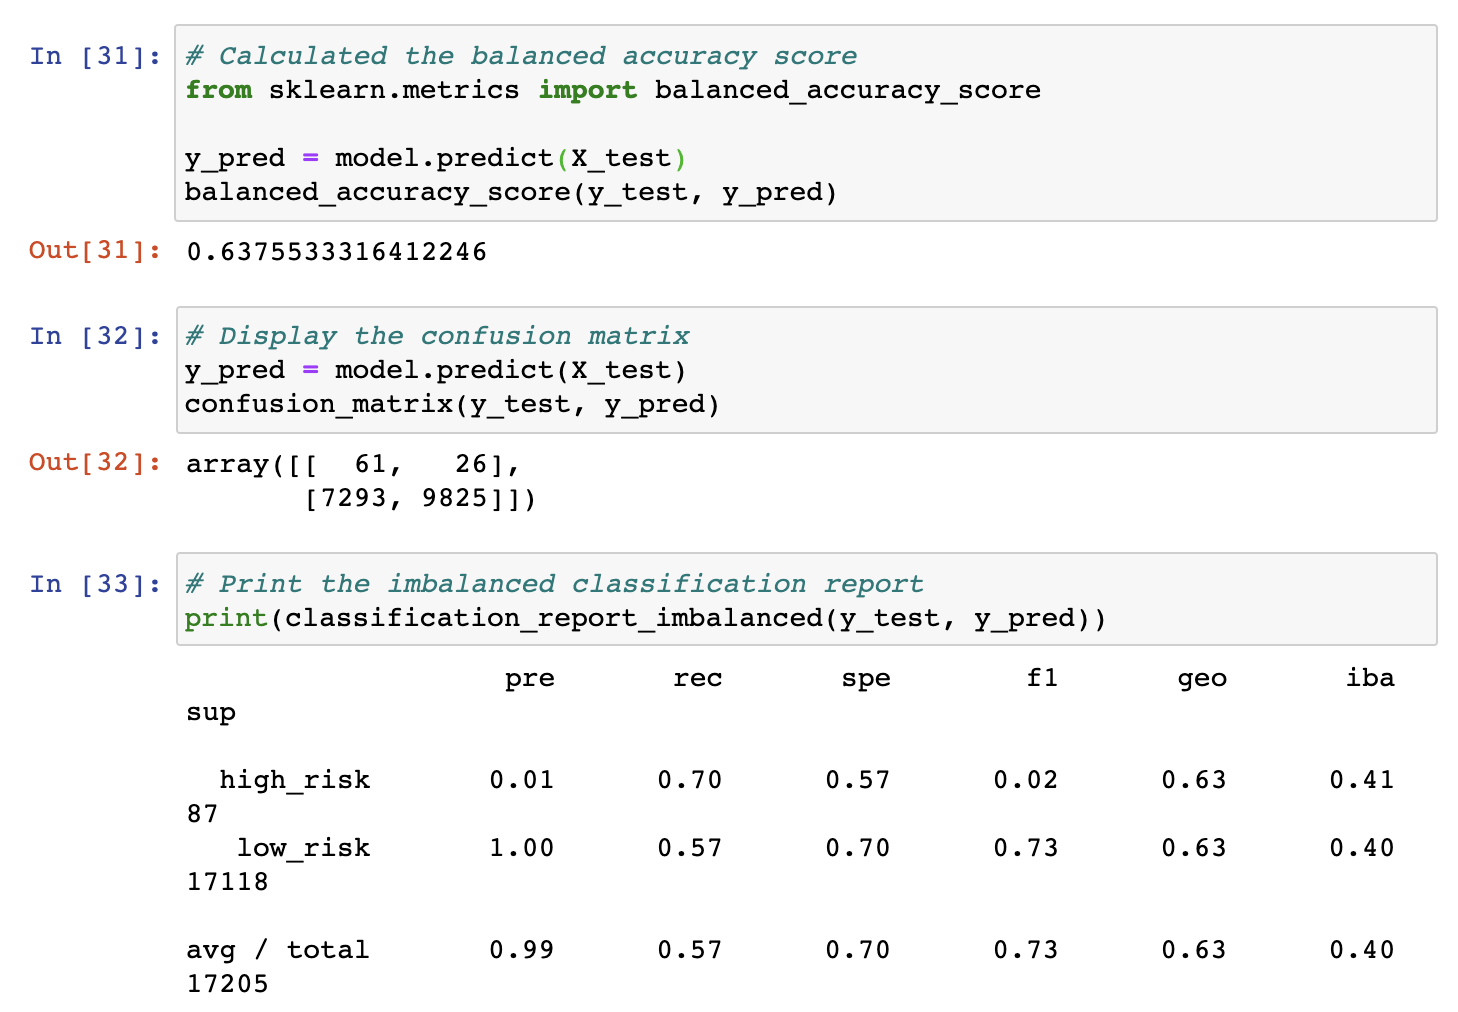 In [31]: # Calculated the balanced accuracy score
from sklearn.metrics import balanced_accuracy_score
y_pred = model.predict(X_test)
balanced_accuracy_score(y_test, y_pred)
Out[31]: 0.6375533316412246
In [32]: # Display the confusion matrix
y_pred = model.predict(X_test)
confusion_matrix(y_test, y_pred)
Out[32]: array([[  61,   26],
       [7293, 9825]])
In [33]: # Print the imbalanced classification report
print(classification_report_imbalanced(y_test, y_pred))
pre rec spe f1 geo iba
sup
high_risk 0.01 0.70 0.57 0.02 0.63 0.41
87
low_risk 1.00 0.57 0.70 0.73 0.63 0.40
17118
avg / total 0.99 0.57 0.70 0.73 0.63 0.40
17205